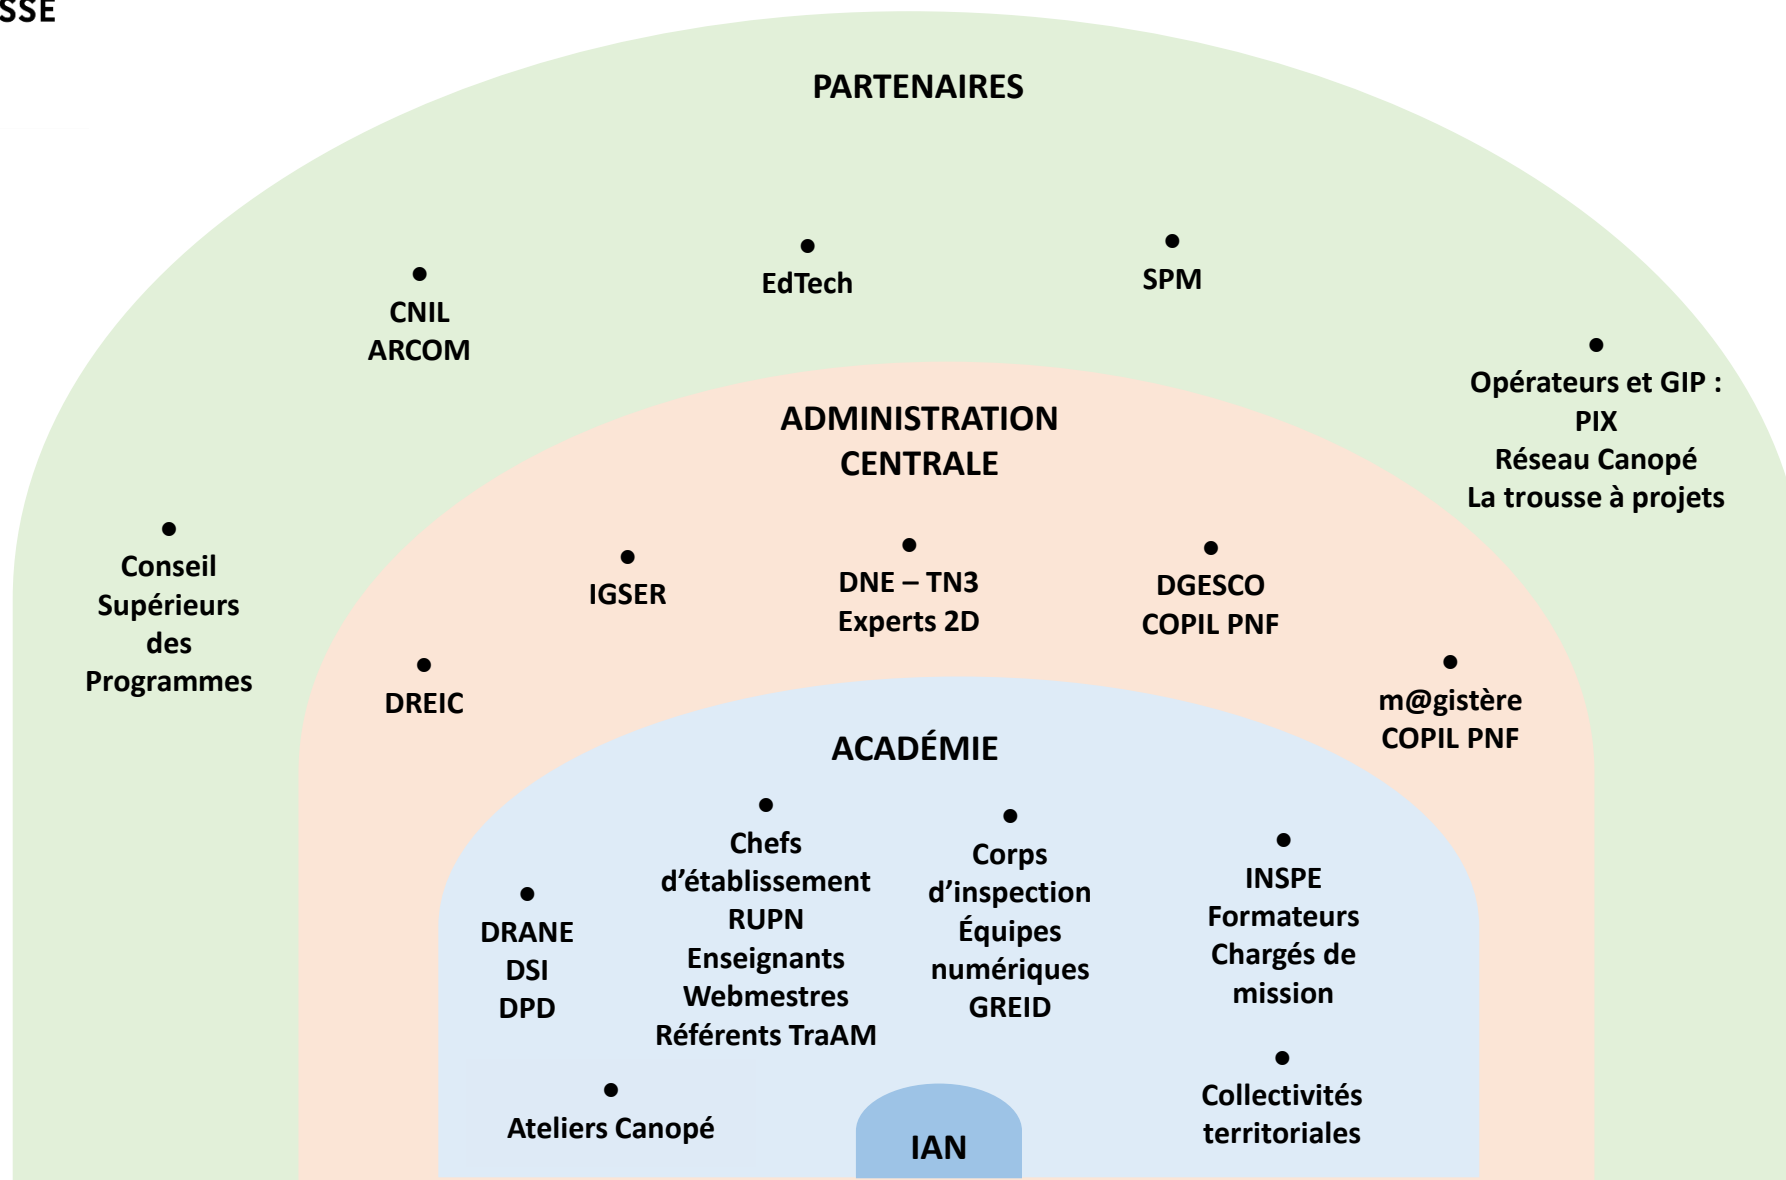 SSE
PARTENAIRES
EdTech
SPM
CNIL
ARCOM
Opérateurs et GIP :
PIX
Réseau Canopé
La trousse à projets
Conseil
Supérieurs
des
Programmes
ADMINISTRATION
CENTRALE
IGSER
DNE – TN3
Experts 2D
DGESCO
COPIL PNF
DREIC
m@gistère
COPIL PNF
ACADÉMIE
DRANE
DSI
DPD
Chefs
d’établissement
RUPN
Enseignants
Webmestres
Référents TraAM
Corps
d’inspection
Équipes
numériques
GREID
INSPE
Formateurs
Chargés de
mission
Ateliers Canopé
Collectivités
territoriales
IAN